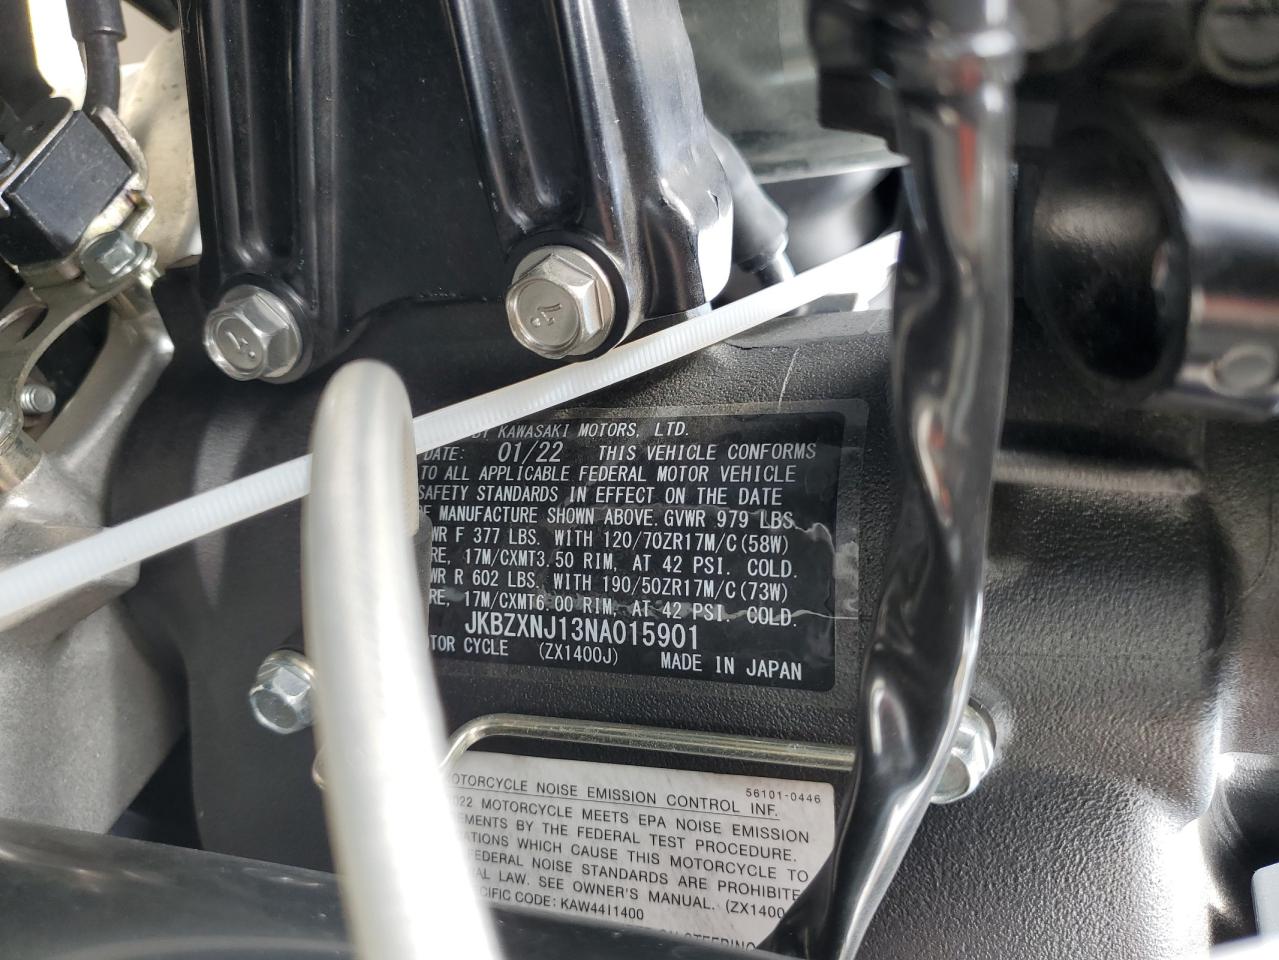 KAWASAKI MOTORS, LTD.
DATE: 01/22 THIS VEHICLE CONFORMS
TO ALL APPLICABLE FEDERAL MOTOR VEHICLE
SAFETY STANDARDS IN EFFECT ON THE DATE
MANUFACTURE SHOWN ABOVE. GVWR 979 LBS.
WR F 377 LBS. WITH 120/70ZR17M/C(58W)
RE, 17M/CXMT3.50 RIM, AT 42 PSI. COLD.
WR R 602 LBS. WITH 190/50ZR17M/C(73W)
RE, 17M/CXMT6.00 RIM, AT 42 PSI. COLD.
JKBZXNJ13NA015901
TOR CYCLE (ZX1400J) MADE IN JAPAN
56101-0446
OTORCYCLE NOISE EMISSION CONTROL INF.
022 MOTORCYCLE MEETS EPA NOISE EMISSION
EMENTS BY THE FEDERAL TEST PROCEDURE.
ATIONS WHICH CAUSE THIS MOTORCYCLE TO
FEDERAL NOISE STANDARDS ARE PROHIBITE
AL LAW. SEE OWNER'S MANUAL. (ZX1400
CIFIC CODE: KAW44I1400